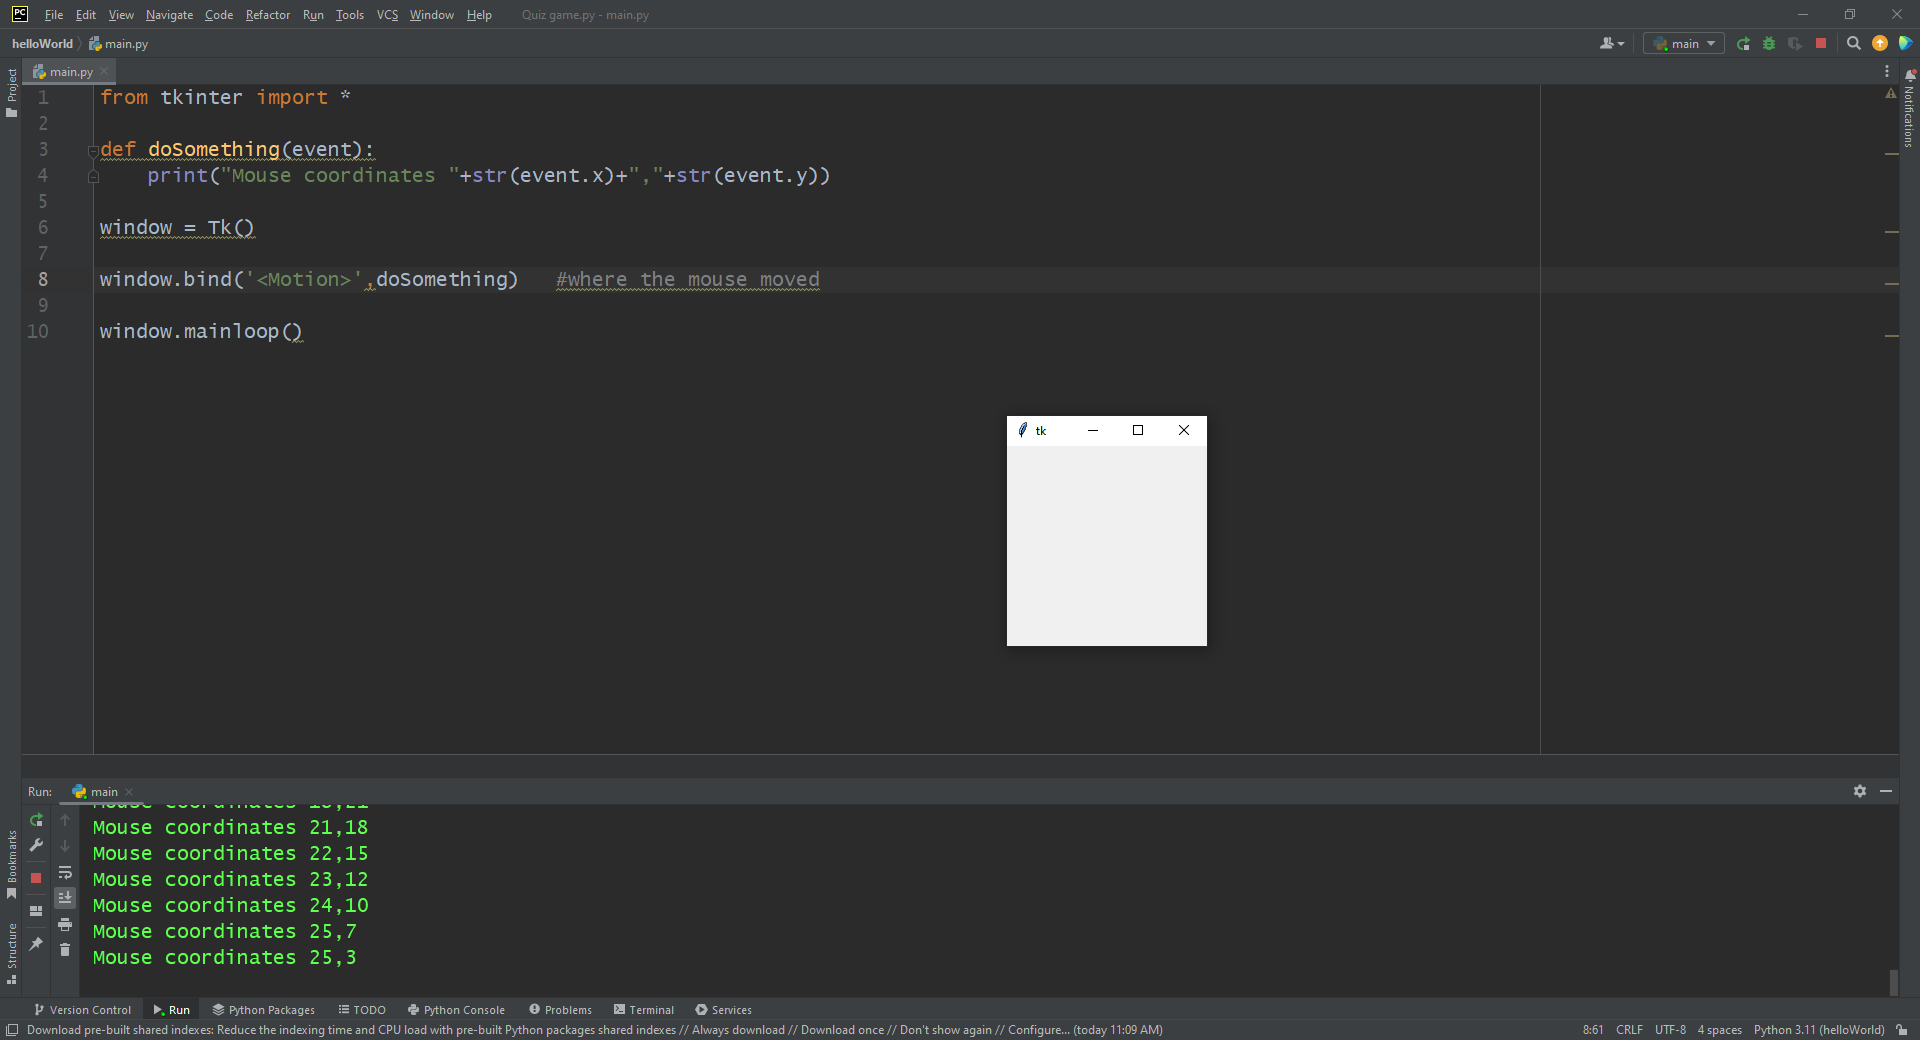 PC File Edit View Navigate Code Refactor Run Tools VCS Window Help Quiz game.py - main.py
helloWorld main.py main
main.py
Project
Notifications
1 from tkinter import *
2
3 def doSomething(event):
4 print("Mouse coordinates "+str(event.x)+","+str(event.y))
5
6 window = Tk()
7
8 window.bind('<Motion>',doSomething) #where the mouse moved
9
10 window.mainloop()
tk
Run: main
Mouse coordinates 21,18
Mouse coordinates 22,15
Mouse coordinates 23,12
Mouse coordinates 24,10
Mouse coordinates 25,7
Mouse coordinates 25,3
Bookmarks
Structure
Version Control Run Python Packages TODO Python Console Problems Terminal Services
Download pre-built shared indexes: Reduce the indexing time and CPU load with pre-built Python packages shared indexes // Always download // Download once // Don't show again // Configure... (today 11:09 AM) 8:61 CRLF UTF-8 4 spaces Python 3.11 (helloWorld)